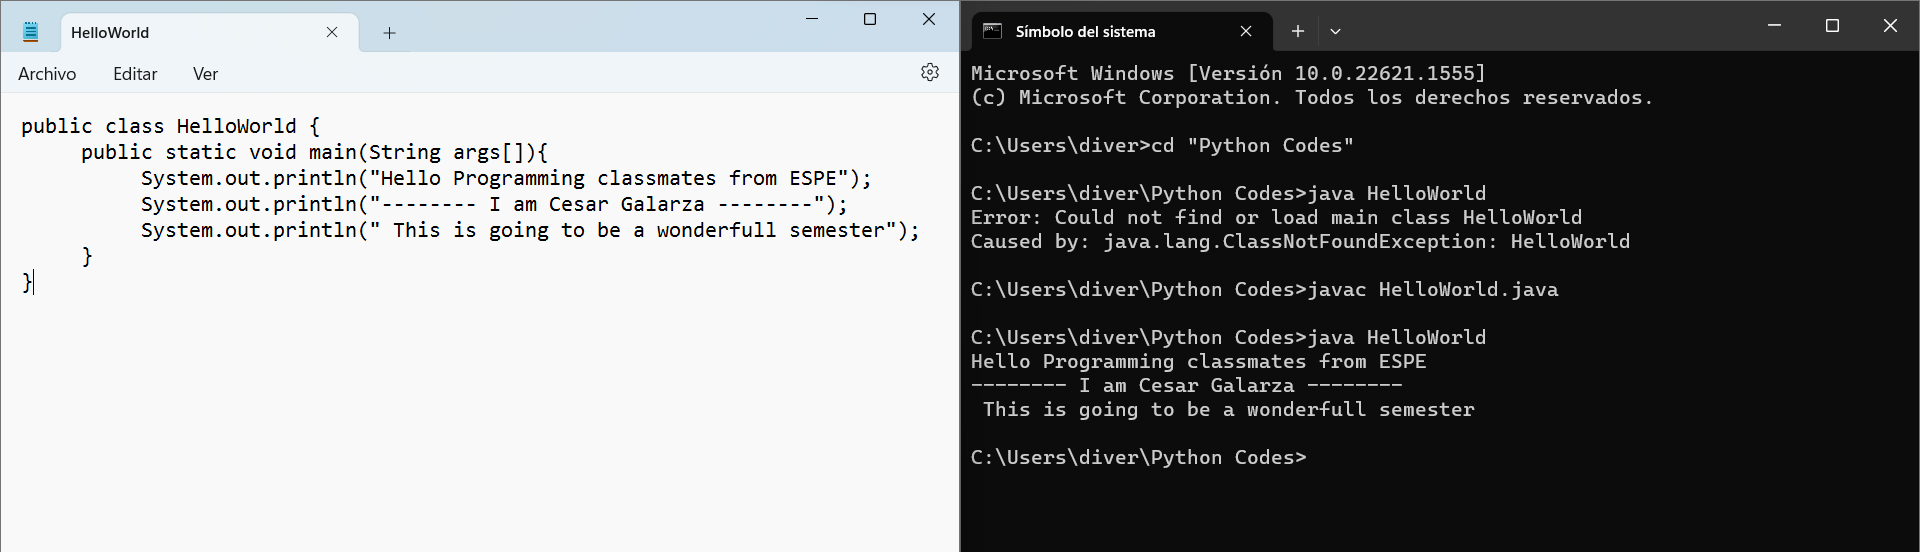 HelloWorld
Archivo Editar Ver
public class HelloWorld {
public static void main(String args[]){
System.out.println("Hello Programming classmates from ESPE");
System.out.println("-------- I am Cesar Galarza --------");
System.out.println(" This is going to be a wonderfull semester");
}
}
Símbolo del sistema
Microsoft Windows [Versión 10.0.22621.1555]
(c) Microsoft Corporation. Todos los derechos reservados.
C:\Users\diver>cd "Python Codes"
C:\Users\diver\Python Codes>java HelloWorld
Error: Could not find or load main class HelloWorld
Caused by: java.lang.ClassNotFoundException: HelloWorld
C:\Users\diver\Python Codes>javac HelloWorld.java
C:\Users\diver\Python Codes>java HelloWorld
Hello Programming classmates from ESPE
-------- I am Cesar Galarza --------
 This is going to be a wonderfull semester
C:\Users\diver\Python Codes>